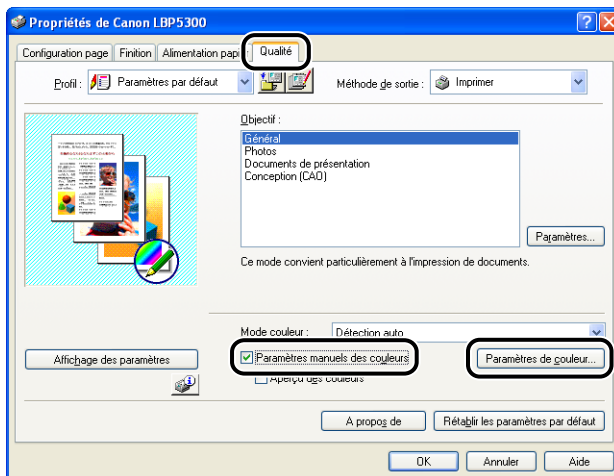 Propriétés de Canon LBP5300
Configuration page Finition Alimentation papi Qualité
Profil : Paramètres par défaut Méthode de sortie : Imprimer
Objectif :
Général
Photos
Documents de présentation
Conception (CAO)
Paramètres...
Ce mode convient particulièrement à l'impression de documents.
Mode couleur : Détection auto
Affichage des paramètres Paramètres manuels des couleurs Paramètres de couleur...
Aperçu des couleurs
A propos de Rétablir les paramètres par défaut
OK Annuler Aide